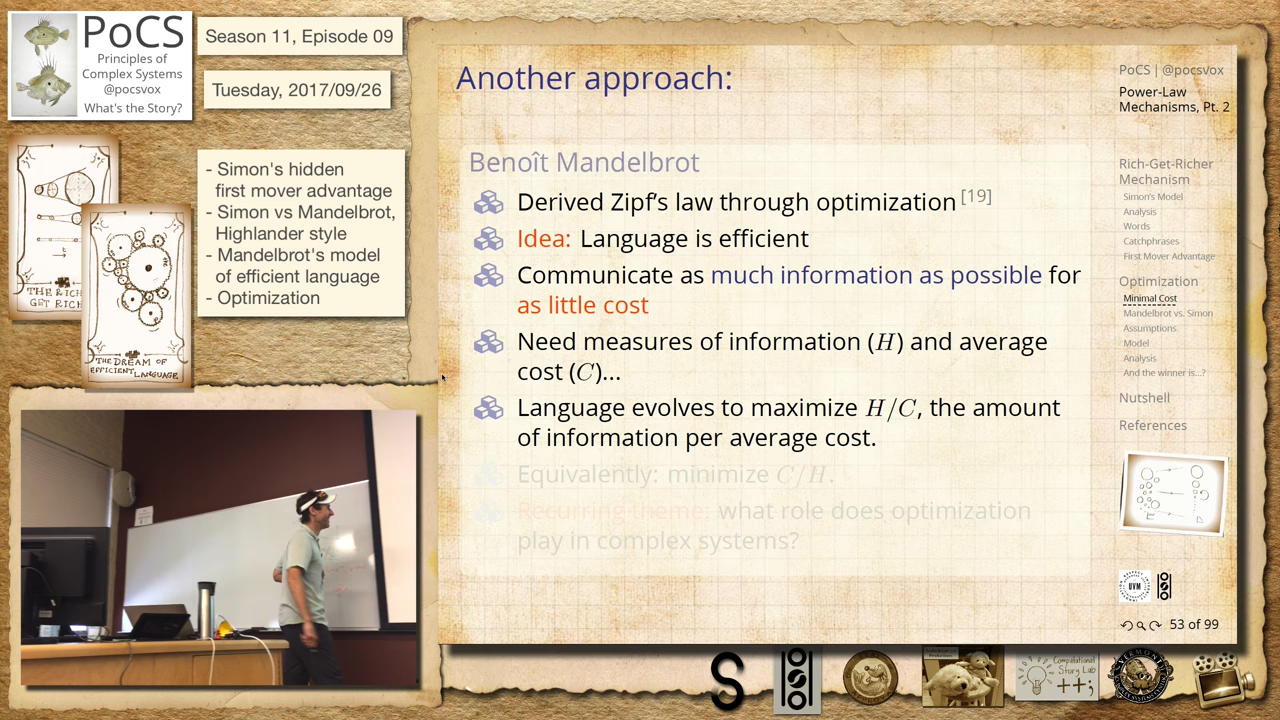 PoCS
Principles of
Complex Systems
@pocsvox
What's the Story?
Season 11, Episode 09
Tuesday, 2017/09/26
- Simon's hidden
first mover advantage
- Simon vs Mandelbrot,
Highlander style
- Mandelbrot's model
of efficient language
- Optimization
THE RICH
GET RICH
THE DREAM OF
EFFICIENT LANGUAGE
Another approach:
Benoît Mandelbrot
Derived Zipf's law through optimization [19]
Idea: Language is efficient
Communicate as much information as possible for
as little cost
Need measures of information (H) and average
cost (C)...
Language evolves to maximize H/C, the amount
of information per average cost.
Equivalently: minimize C/H.
theme: what role does optimization
play in complex systems?
PoCS | @pocsvox
Power-Law
Mechanisms, Pt. 2
Rich-Get-Richer
Mechanism
Simon's Model
Analysis
Words
Catchphrases
First Mover Advantage
Optimization
Minimal Cost
Mandelbrot vs. Simon
Assumptions
Model
Analysis
And the winner is...?
Nutshell
References
UVM
53 of 99
S
Computational
Story Lab
++;
VERMONT